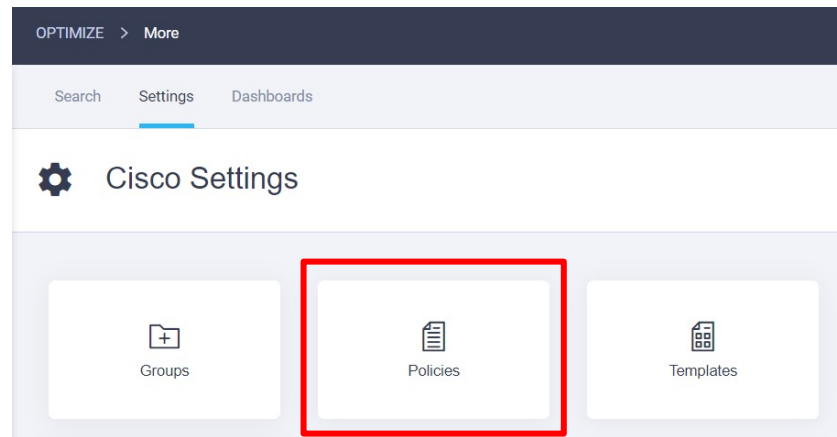 OPTIMIZE > More
Search Settings Dashboards
Cisco Settings
Groups Policies Templates